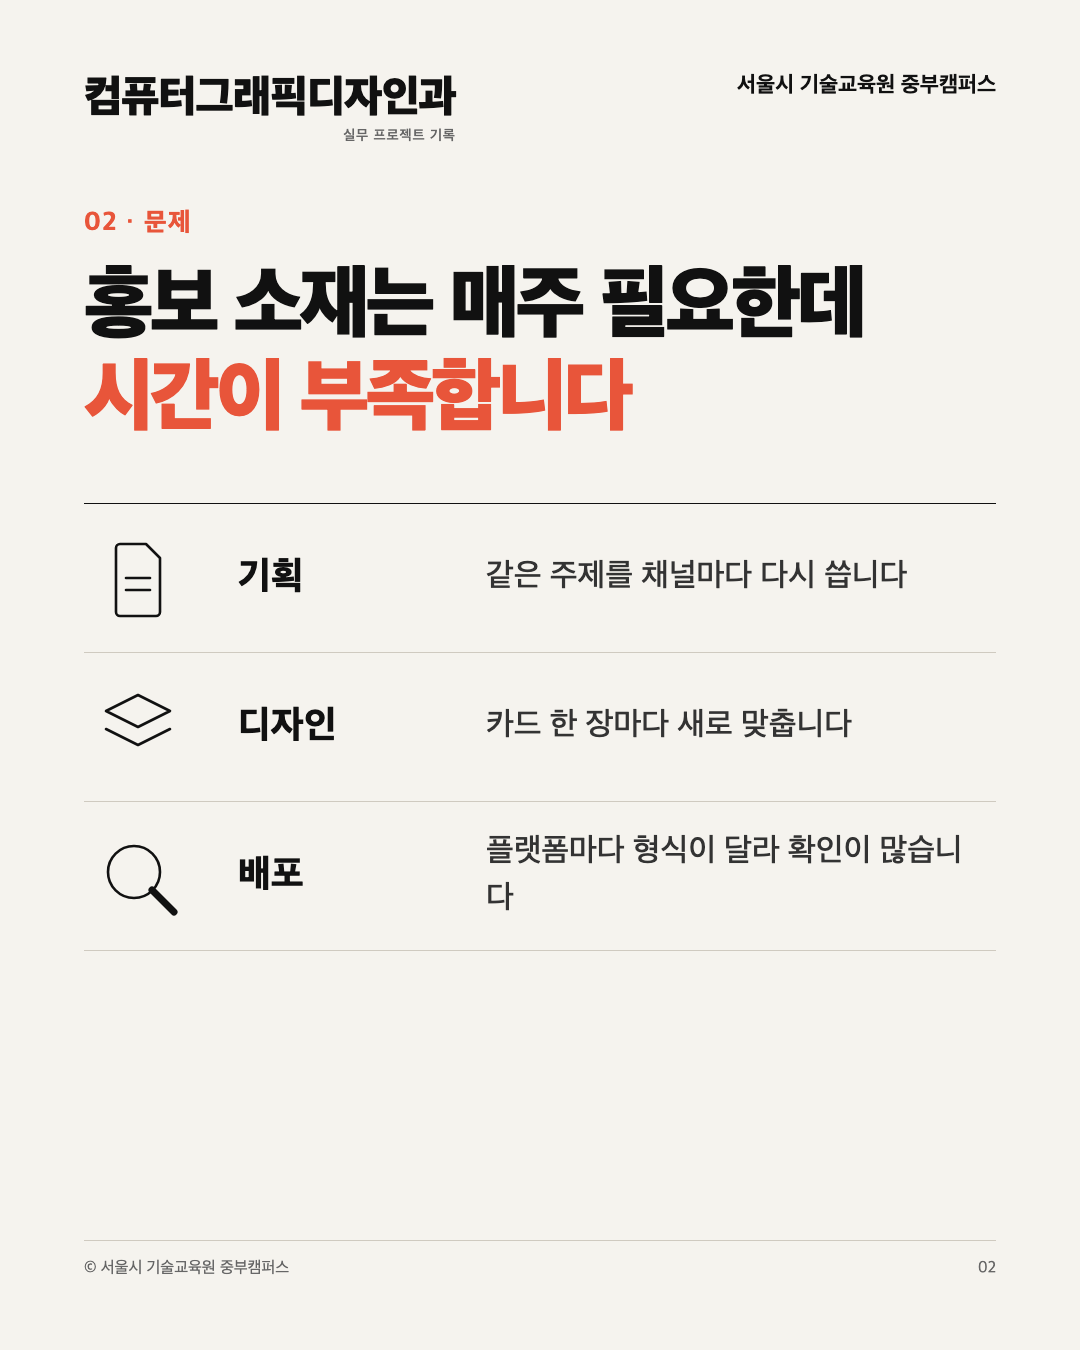 컴퓨터그래픽디자인과
실무 프로젝트 기록
서울시 기술교육원 중부캠퍼스
02 · 문제
홍보 소재는 매주 필요한데
시간이 부족합니다
기획
같은 주제를 채널마다 다시 씁니다
디자인
카드 한 장마다 새로 맞춥니다
배포
플랫폼마다 형식이 달라 확인이 많습니
다
© 서울시 기술교육원 중부캠퍼스
02